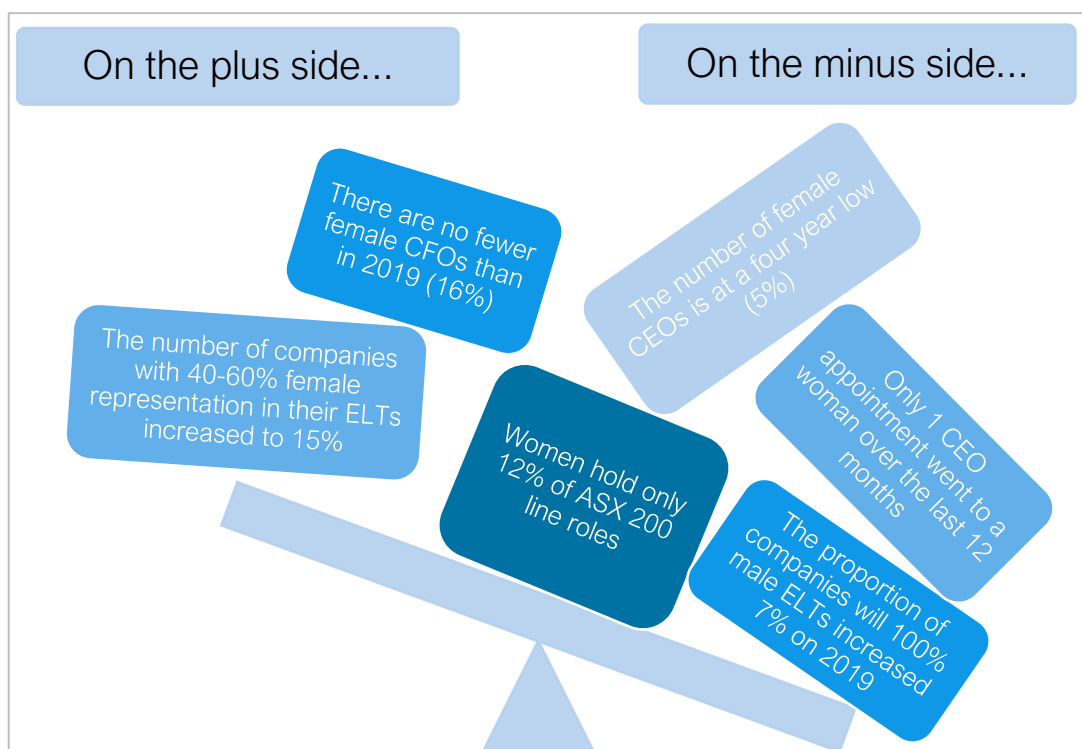 On the plus side...
On the minus side...
There are no fewer
female CFOs than
in 2019 (16%)
The number of companies
with 40-60% female
representation in their ELTs
increased to 15%
Women hold only
12% of ASX 200
line roles
The number of female
CEOs is at a four year low
(5%)
Only 1 CEO
appointment went to a
woman over the last 12
months
The proportion of
companies will 100%
male ELTs increased
7% on 2019